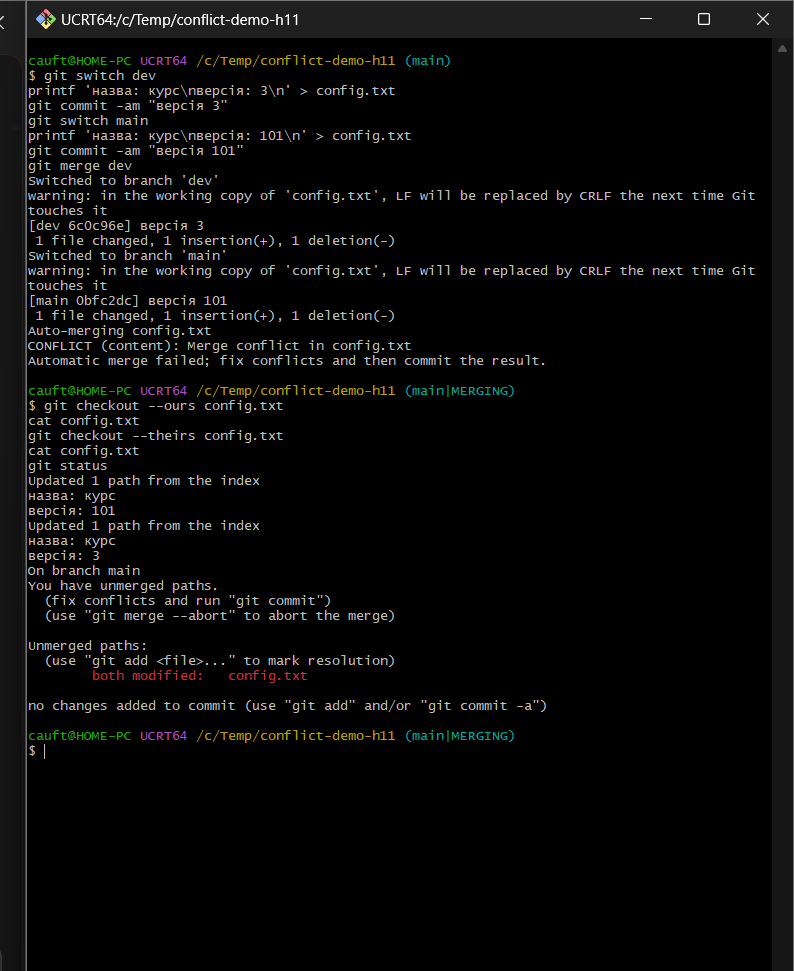 UCRT64:/c/Temp/conflict-demo-h11
cauft@HOME-PC UCRT64 /c/Temp/conflict-demo-h11 (main)
$ git switch dev
printf 'назва: курс\nверсія: 3\n' > config.txt
git commit -am "версія 3"
git switch main
printf 'назва: курс\nверсія: 101\n' > config.txt
git commit -am "версія 101"
git merge dev
Switched to branch 'dev'
warning: in the working copy of 'config.txt', LF will be replaced by CRLF the next time Git
touches it
[dev 6c0c96e] версія 3
 1 file changed, 1 insertion(+), 1 deletion(-)
Switched to branch 'main'
warning: in the working copy of 'config.txt', LF will be replaced by CRLF the next time Git
touches it
[main 0bfc2dc] версія 101
 1 file changed, 1 insertion(+), 1 deletion(-)
Auto-merging config.txt
CONFLICT (content): Merge conflict in config.txt
Automatic merge failed; fix conflicts and then commit the result.
cauft@HOME-PC UCRT64 /c/Temp/conflict-demo-h11 (main|MERGING)
$ git checkout --ours config.txt
cat config.txt
git checkout --theirs config.txt
cat config.txt
git status
Updated 1 path from the index
назва: курс
версія: 101
Updated 1 path from the index
назва: курс
версія: 3
On branch main
You have unmerged paths.
  (fix conflicts and run "git commit")
  (use "git merge --abort" to abort the merge)
Unmerged paths:
  (use "git add <file>..." to mark resolution)
        both modified:   config.txt
no changes added to commit (use "git add" and/or "git commit -a")
cauft@HOME-PC UCRT64 /c/Temp/conflict-demo-h11 (main|MERGING)
$